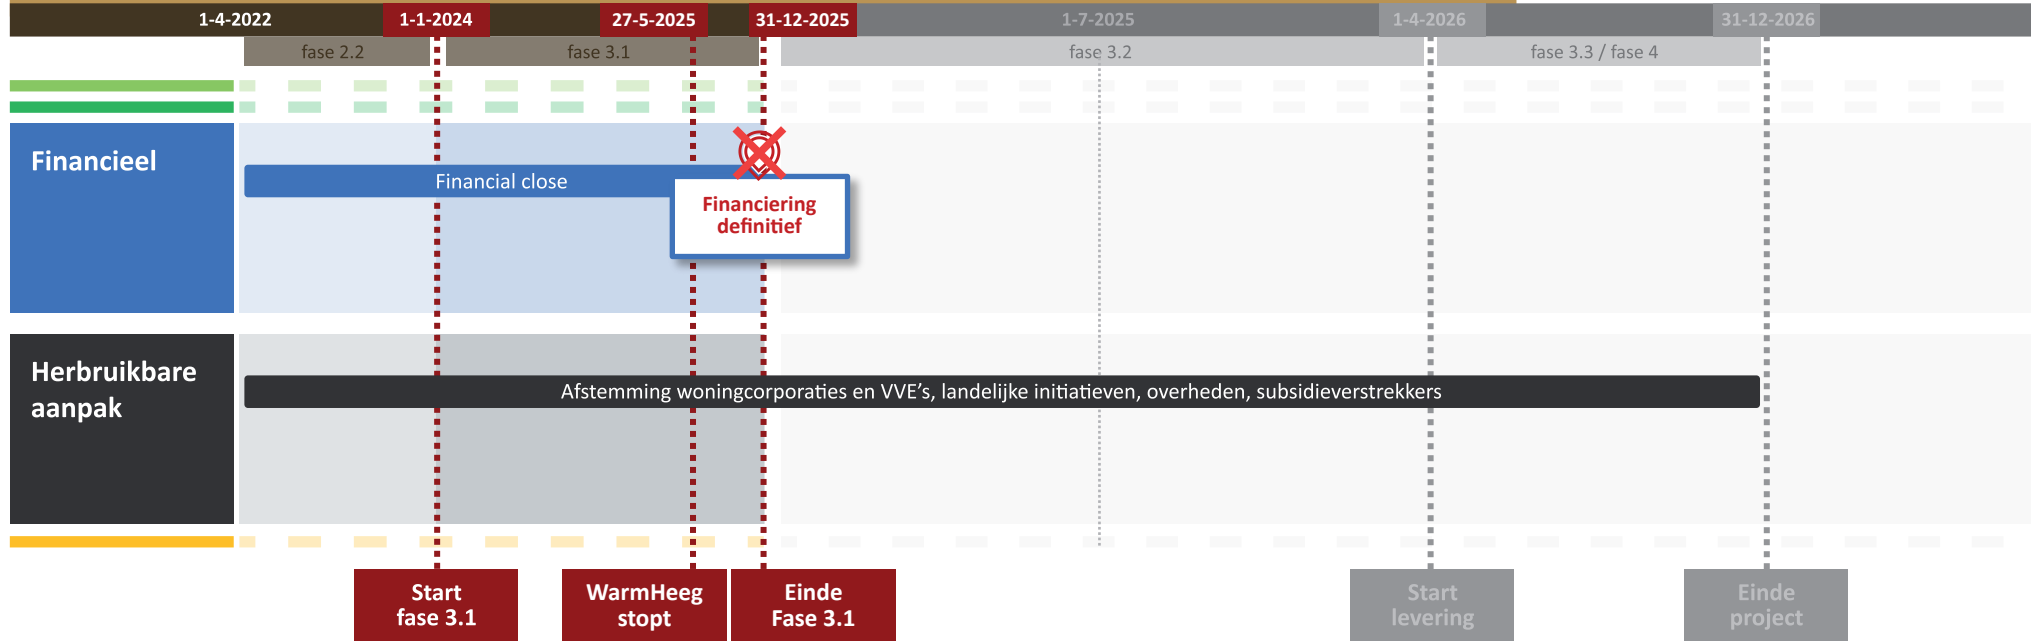 1-4-2022 1-1-2024 27-5-2025 31-12-2025 1-7-2025 1-4-2026 31-12-2026
fase 2.2 fase 3.1 fase 3.2 fase 3.3 / fase 4
Financieel
Financial close
Financiering
definitief
Herbruikbare
aanpak
Afstemming woningcorporaties en VVE’s, landelijke initiatieven, overheden, subsidieverstrekkers
Start
fase 3.1
WarmHeeg
stopt
Einde
Fase 3.1
Start
levering
Einde
project